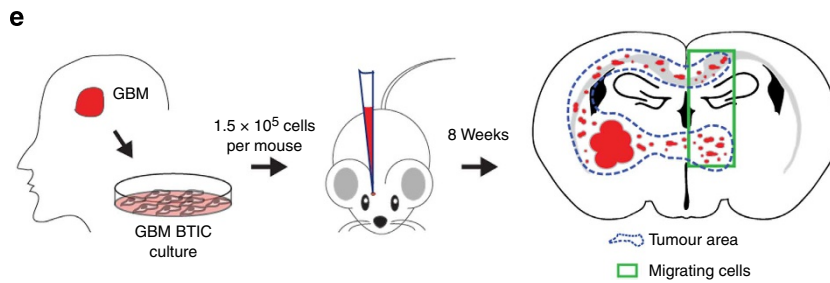 e
GBM
GBM BTIC
culture
1.5 × 10⁵ cells
per mouse
8 Weeks
Tumour area
Migrating cells